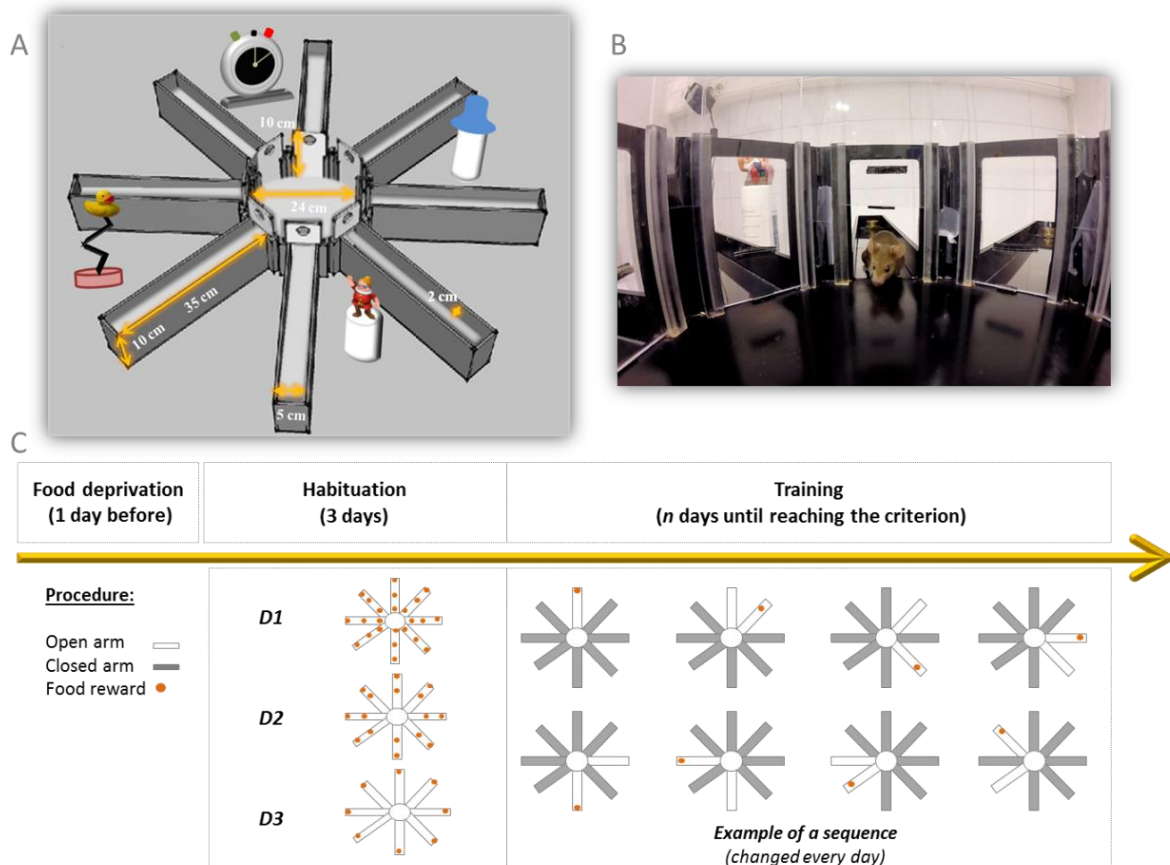 A
10 cm
24 cm
35 cm
10 cm
2 cm
5 cm
B
C
Food deprivation
(1 day before)
Habituation
(3 days)
Training
(n days until reaching the criterion)
Procedure:
Open arm
Closed arm
Food reward
D1
D2
D3
Example of a sequence
(changed every day)